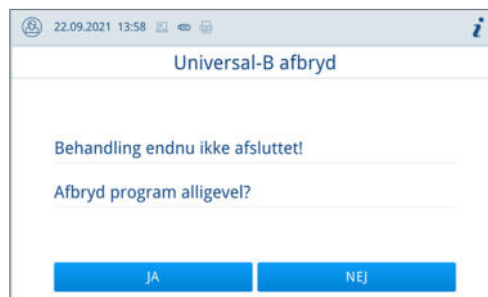 22.09.2021 13:58
i
Universal-B afbryd
Behandling endnu ikke afsluttet!
Afbryd program alligevel?
JA
NEJ